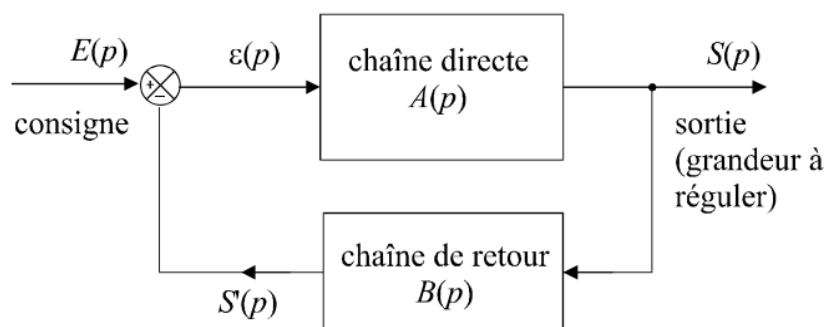 E(p)
ε(p)
chaîne directe
A(p)
S(p)
+
−
consigne
sortie
(grandeur à
réguler)
chaîne de retour
B(p)
S'(p)